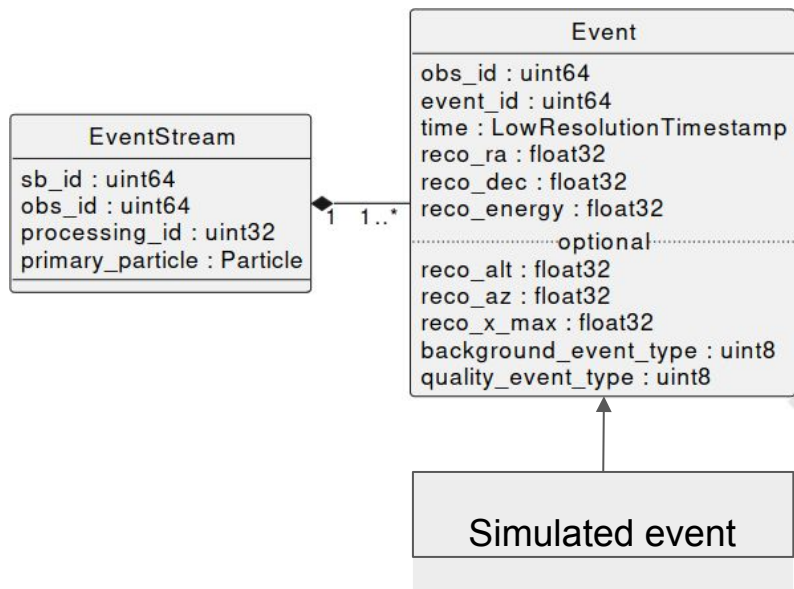 Event
obs_id : uint64
event_id : uint64
time : LowResolutionTimestamp
reco_ra : float32
reco_dec : float32
reco_energy : float32
optional
reco_alt : float32
reco_az : float32
reco_x_max : float32
background_event_type : uint8
quality_event_type : uint8
EventStream
sb_id : uint64
obs_id : uint64
processing_id : uint32
primary_particle : Particle
1 1..*
Simulated event